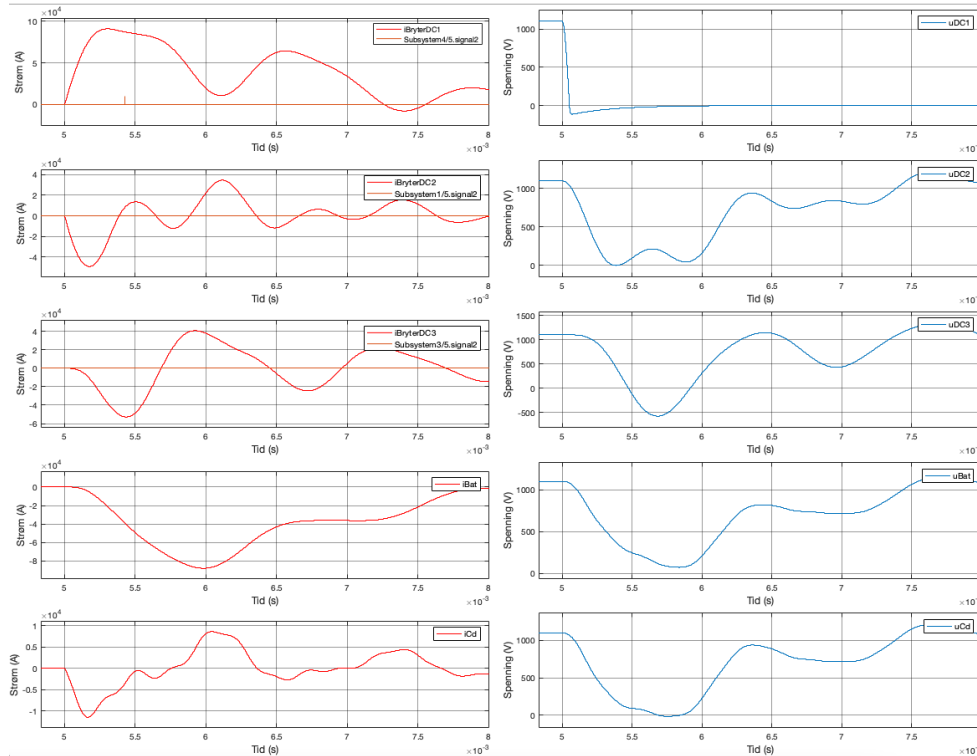 ×10⁴
Strøm (A)
10
5
0
iBryterDC1
Subsystem4/5.signal2
5 5.5 6 6.5 7 7.5 8
Tid (s)
×10⁻³
Spenning (V)
1000
500
0
uDC1
5 5.5 6 6.5 7 7.5
Tid (s)
×10⁻
×10⁴
Strøm (A)
4
2
0
-2
-4
iBryterDC2
Subsystem1/5.signal2
5 5.5 6 6.5 7 7.5 8
Tid (s)
×10⁻³
Spenning (V)
1000
500
0
uDC2
5 5.5 6 6.5 7 7.5
Tid (s)
×10⁻
×10⁴
Strøm (A)
4
2
0
-2
-4
-6
iBryterDC3
Subsystem3/5.signal2
5 5.5 6 6.5 7 7.5 8
Tid (s)
×10⁻³
Spenning (V)
1500
1000
500
0
-500
uDC3
5 5.5 6 6.5 7 7.5
Tid (s)
×10⁻
×10⁴
Strøm (A)
0
-2
-4
-6
-8
iBat
5 5.5 6 6.5 7 7.5 8
Tid (s)
×10⁻³
Spenning (V)
1000
500
0
uBat
5 5.5 6 6.5 7 7.5
Tid (s)
×10⁻
×10⁴
Strøm (A)
1
0.5
0
-0.5
-1
iCd
5 5.5 6 6.5 7 7.5 8
Tid (s)
×10⁻³
Spenning (V)
1000
500
0
uCd
5 5.5 6 6.5 7 7.5
Tid (s)
×10⁻